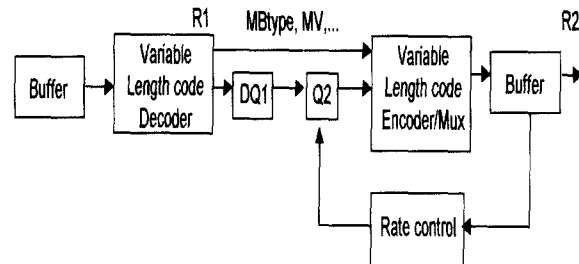 R1
MBtype, MV,...
R2
Buffer
Variable
Length code
Decoder
DQ1
Q2
Variable
Length code
Encoder/Mux
Buffer
Rate control